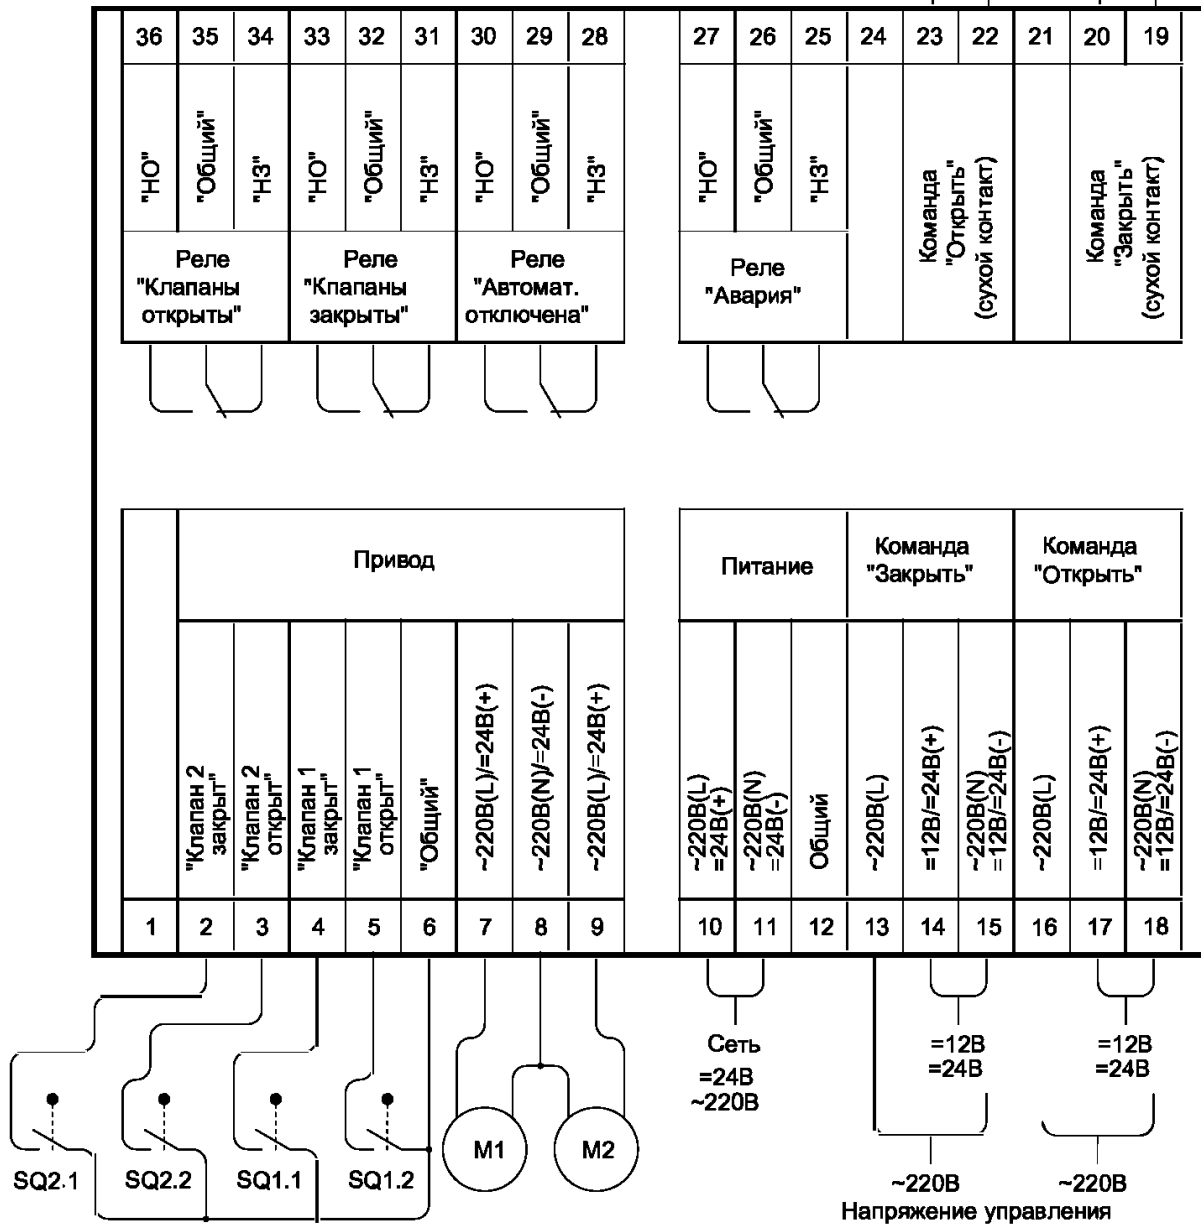 36 35 34 33 32 31 30 29 28 27 26 25 24 23 22 21 20 19
"НО"
"Общий"
"НЗ"
"НО"
"Общий"
"НЗ"
"НО"
"Общий"
"НЗ"
"НО"
"Общий"
"НЗ"
Команда
"Открыть"
(сухой контакт)
Команда
"Закрыть"
(сухой контакт)
Реле
"Клапаны
открыты"
Реле
"Кпапаны
закрыты"
Реле
"Автомат.
отключена"
Реле
"Авария"
Привод
Питание
Команда
"Закрыть"
Команда
"Открыть"
"Клапан 2
закрыт"
"Клапан 2
открыт"
"Клапан 1
закрыт"
"Клапан 1
открыт"
"Общий"
~220В(L)/=24В(+)
~220В(N)/=24В(-)
~220В(L)/=24В(+)
~220В(L)
=24В(+)
~220В(N)
=24В(-)
Общий
~220В(L)
=12В/=24В(+)
~220В(N)
=12В/=24В(-)
~220В(L)
=12В/=24В(+)
~220В(N)
=12В/=24В(-)
1 2 3 4 5 6 7 8 9 10 11 12 13 14 15 16 17 18
Сеть
=24В
~220В
=12В
=24В
=12В
=24В
M1
M2
SQ2.1
SQ2.2
SQ1.1
SQ1.2
~220В
~220В
Напряжение управления